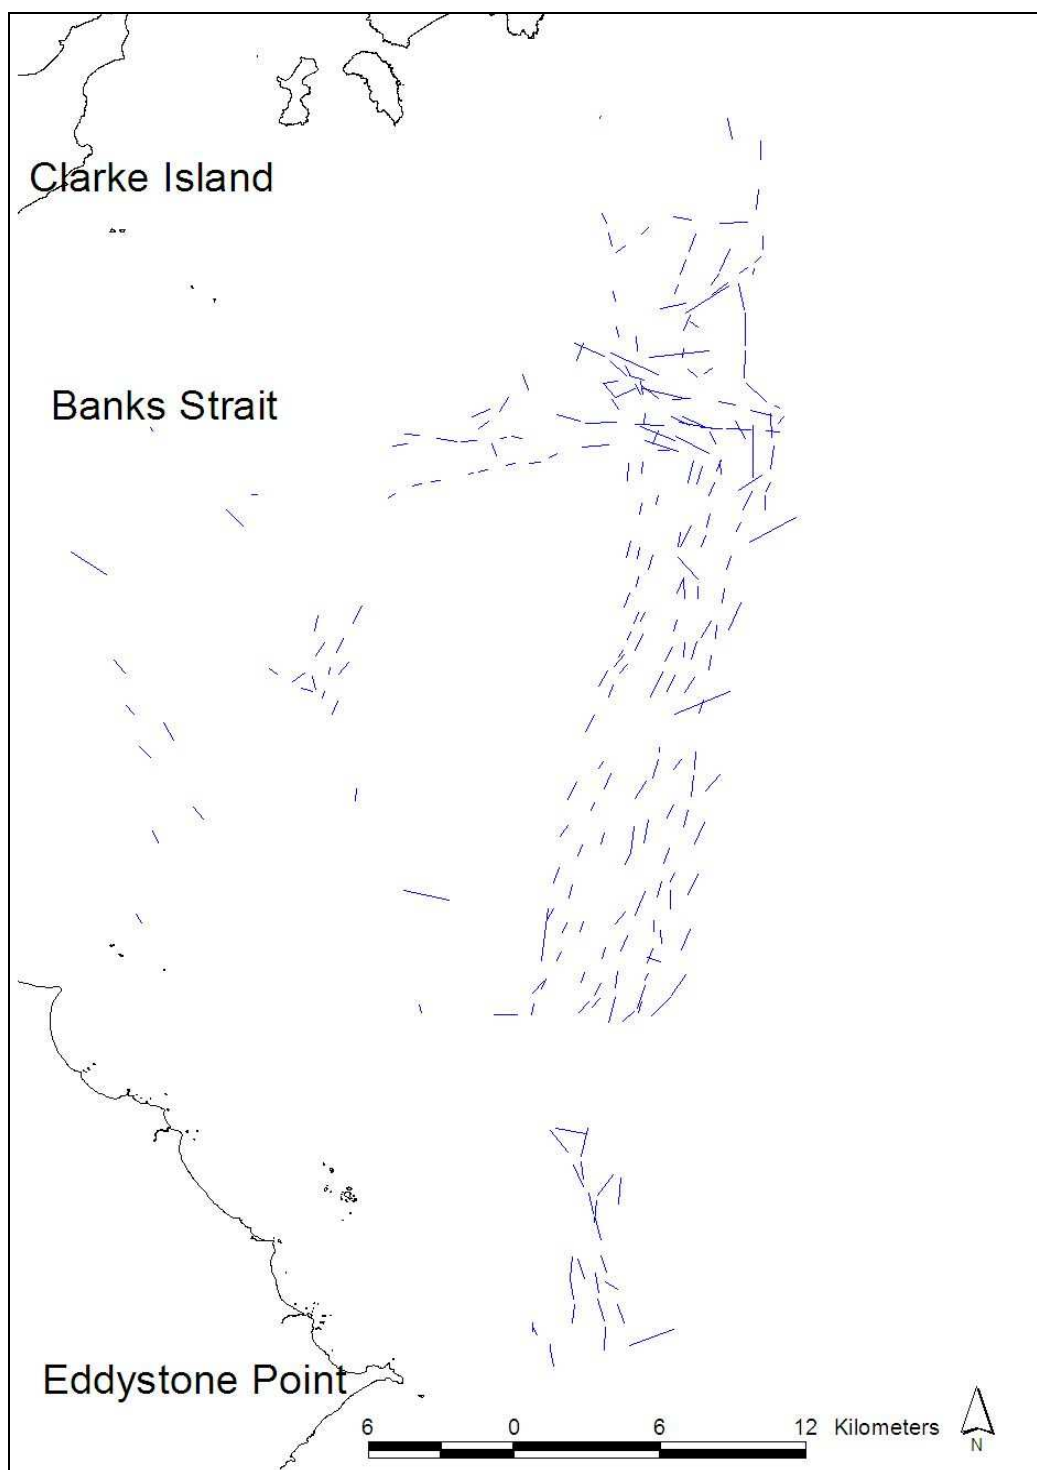 Clarke Island
Banks Strait
Eddystone Point
6 0 6 12 Kilometers
N